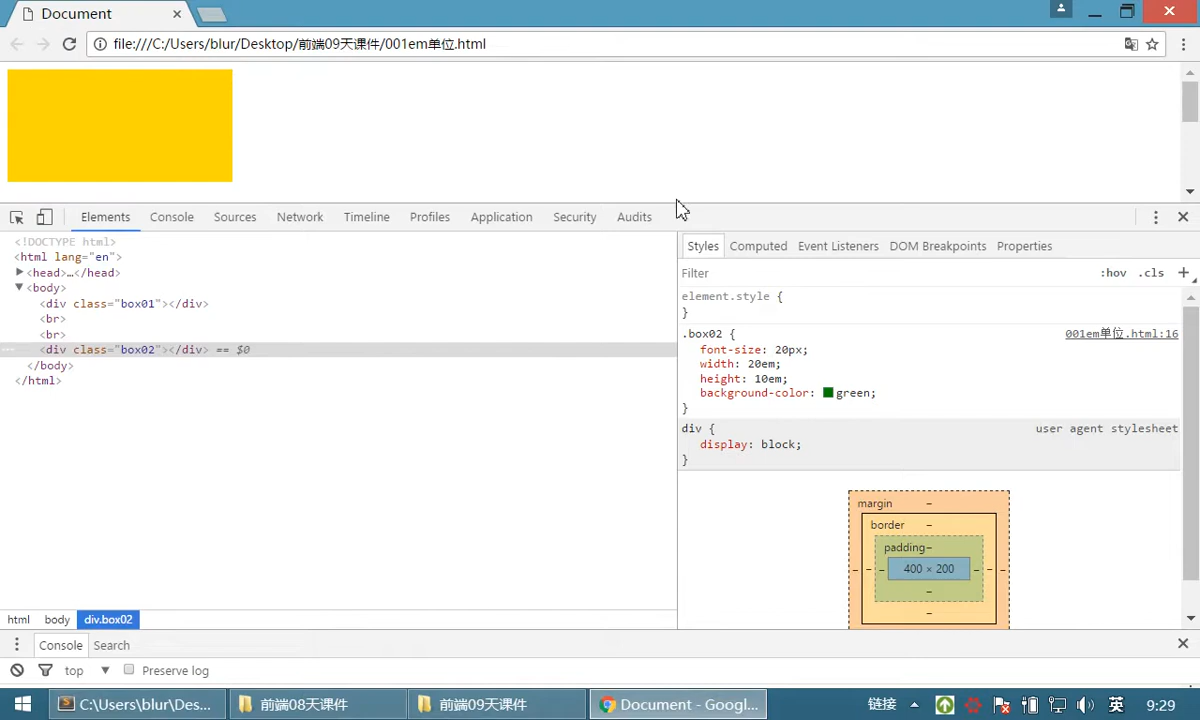 Document
file:///C:/Users/blur/Desktop/前端09天课件/001em单位.html
Elements Console Sources Network Timeline Profiles Application Security Audits
<!DOCTYPE html>
<html lang="en">
<head>…</head>
<body>
<div class="box01"></div>
<br>
<br>
<div class="box02"></div> == $0
</body>
</html>
html body div.box02
Styles Computed Event Listeners DOM Breakpoints Properties
Filter :hov .cls +
element.style {
}
.box02 { 001em单位.html:16
font-size: 20px;
width: 20em;
height: 10em;
background-color: green;
}
div { user agent stylesheet
display: block;
}
margin –
border –
padding –
– – – 400 × 200 – – –
–
–
Console Search
top ▼ Preserve log
C:\Users\blur\Des... 前端08天课件 前端09天课件 Document - Googl... 链接 英 9:29